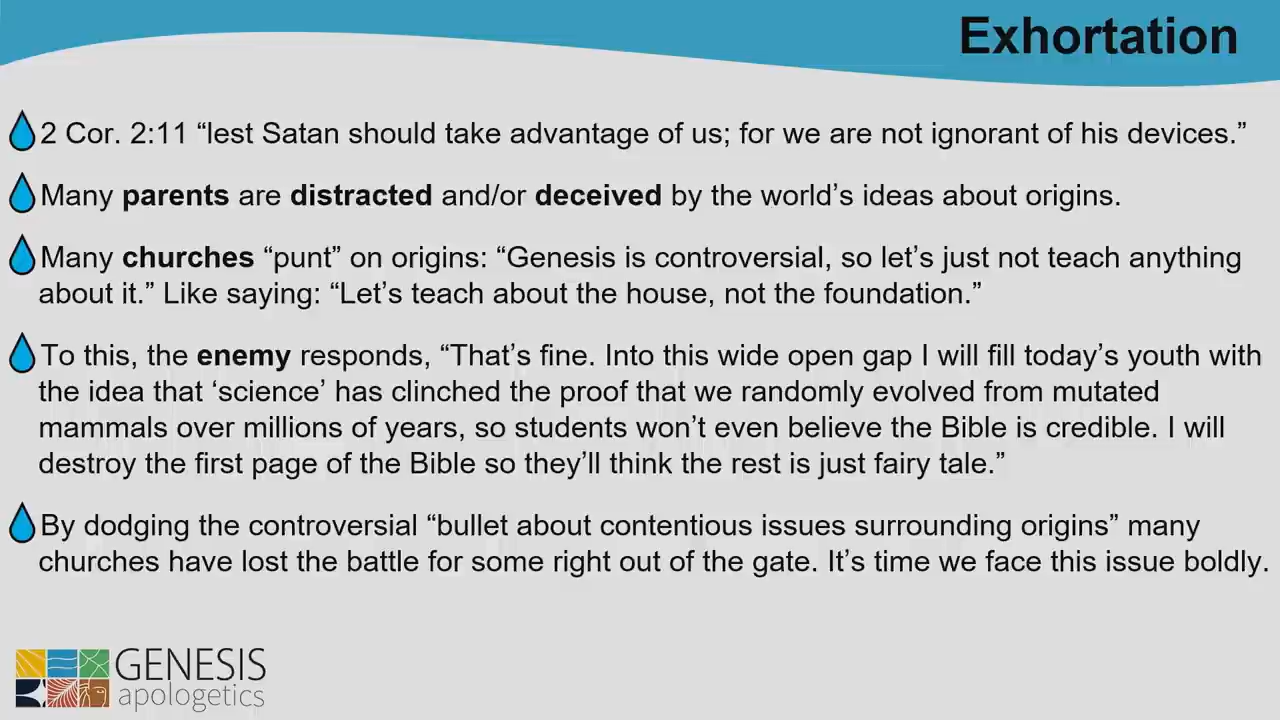 Exhortation
2 Cor. 2:11 “lest Satan should take advantage of us; for we are not ignorant of his devices.”
Many parents are distracted and/or deceived by the world’s ideas about origins.
Many churches “punt” on origins: “Genesis is controversial, so let’s just not teach anything
about it.” Like saying: “Let’s teach about the house, not the foundation.”
To this, the enemy responds, “That’s fine. Into this wide open gap I will fill today’s youth with
the idea that ‘science’ has clinched the proof that we randomly evolved from mutated
mammals over millions of years, so students won’t even believe the Bible is credible. I will
destroy the first page of the Bible so they’ll think the rest is just fairy tale.”
By dodging the controversial “bullet about contentious issues surrounding origins” many
churches have lost the battle for some right out of the gate. It’s time we face this issue boldly.
GENESIS
apologetics